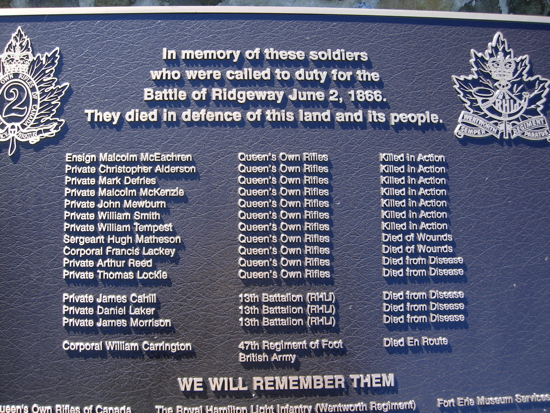 In memory of these soldiers
who were called to duty for the
Battle of Ridgeway June 2, 1866.
They died in defence of this land and its people.
Ensign Malcolm McEachren Queen's Own Rifles Killed in Action
Private Christopher Alderson Queen's Own Rifles Killed in Action
Private Mark Defries Queen's Own Rifles Killed in Action
Private Malcolm McKenzie Queen's Own Rifles Killed in Action
Private John Mewburn Queen's Own Rifles Killed in Action
Private William Smith Queen's Own Rifles Killed in Action
Private William Tempest Queen's Own Rifles Killed in Action
Sergeant Hugh Matheson Queen's Own Rifles Died of Wounds
Corporal Francis Lackey Queen's Own Rifles Died of Wounds
Private Arthur Reed Queen's Own Rifles Died from Disease
Private Thomas Lockie Queen's Own Rifles Died from Disease
Private James Cahill 13th Battalion (RHLI) Died from Disease
Private Daniel Laker 13th Battalion (RHLI) Died from Disease
Private James Morrison 13th Battalion (RHLI) Died from Disease
Corporal William Carrington 47th Regiment of Foot Died En Route
British Army
WE WILL REMEMBER THEM
Queen's Own Rifles of Canada The Royal Hamilton Light Infantry (Wentworth Regiment) Fort Erie Museum Services
2
RHLI
WENTWORTH REGIMENT
SEMPER PARATUS